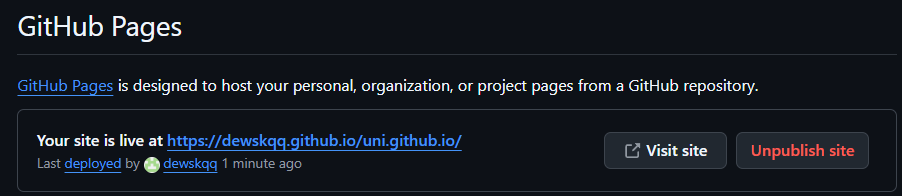 GitHub Pages
GitHub Pages is designed to host your personal, organization, or project pages from a GitHub repository.
Your site is live at https://dewskqq.github.io/uni.github.io/
Last deployed by dewskqq 1 minute ago
Visit site
Unpublish site